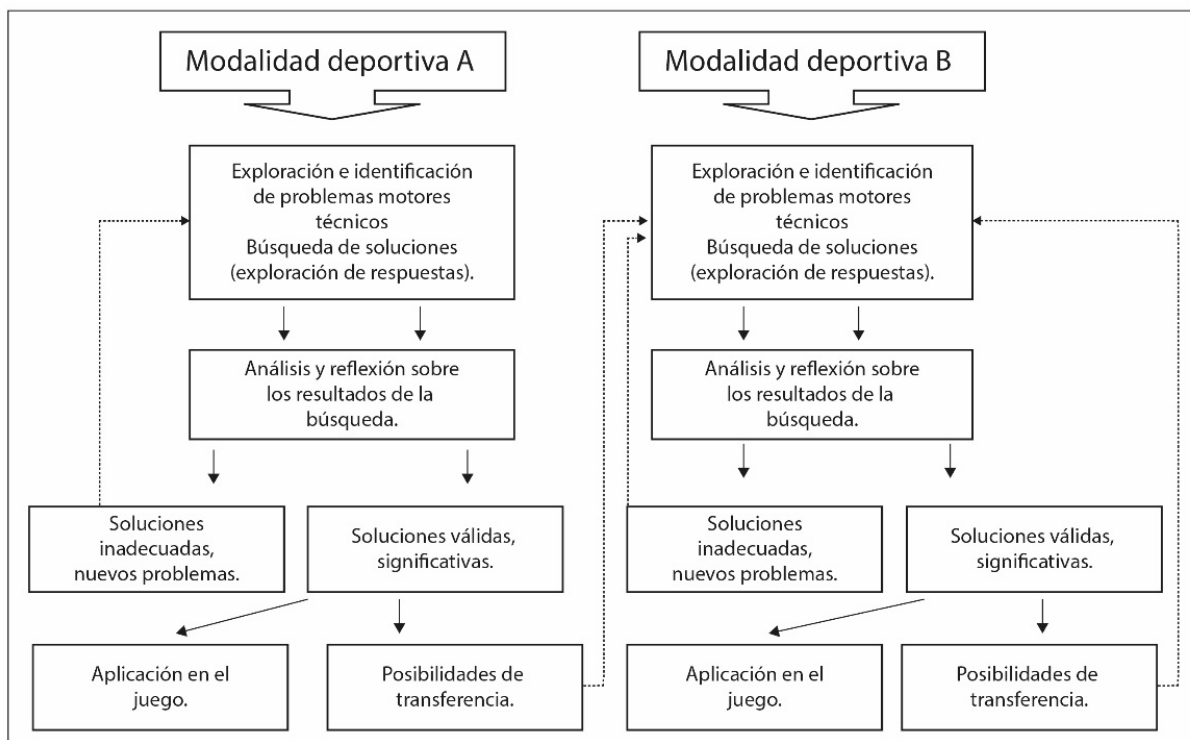 Modalidad deportiva A
Exploración e identificación
de problemas motores
técnicos
Búsqueda de soluciones
(exploración de respuestas).
Análisis y reflexión sobre
los resultados de la
búsqueda.
Soluciones
inadecuadas,
nuevos problemas.
Soluciones válidas,
significativas.
Aplicación en el
juego.
Posibilidades de
transferencia.
Modalidad deportiva B
Exploración e identificación
de problemas motores
técnicos
Búsqueda de soluciones
(exploración de respuestas).
Análisis y reflexión sobre
los resultados de la
búsqueda.
Soluciones
inadecuadas,
nuevos problemas.
Soluciones válidas,
significativas.
Aplicación en el
juego.
Posibilidades de
transferencia.